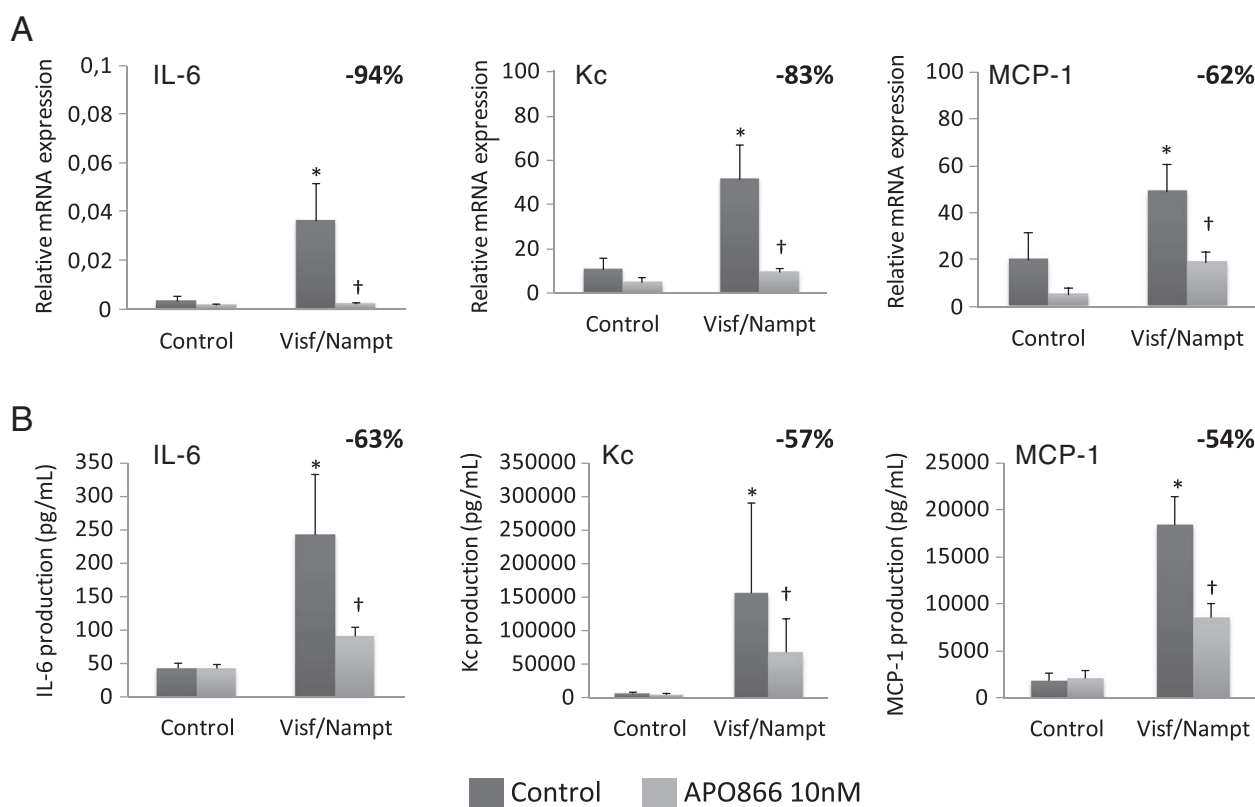 A
IL-6 -94%
Relative mRNA expression
0,1
0,08
0,06
0,04
0,02
0
*
†
Control Visf/Nampt
Kc -83%
Relative mRNA expression
100
80
60
40
20
0
*
†
Control Visf/Nampt
MCP-1 -62%
Relative mRNA expression
100
80
60
40
20
0
*
†
Control Visf/Nampt
B
IL-6 -63%
IL-6 production (pg/mL)
350
300
250
200
150
100
50
0
*
†
Control Visf/Nampt
Kc -57%
Kc production (pg/mL)
350000
300000
250000
200000
150000
100000
50000
0
*
†
Control Visf/Nampt
MCP-1 -54%
MCP-1 production (pg/mL)
25000
20000
15000
10000
5000
0
*
†
Control Visf/Nampt
Control APO866 10nM